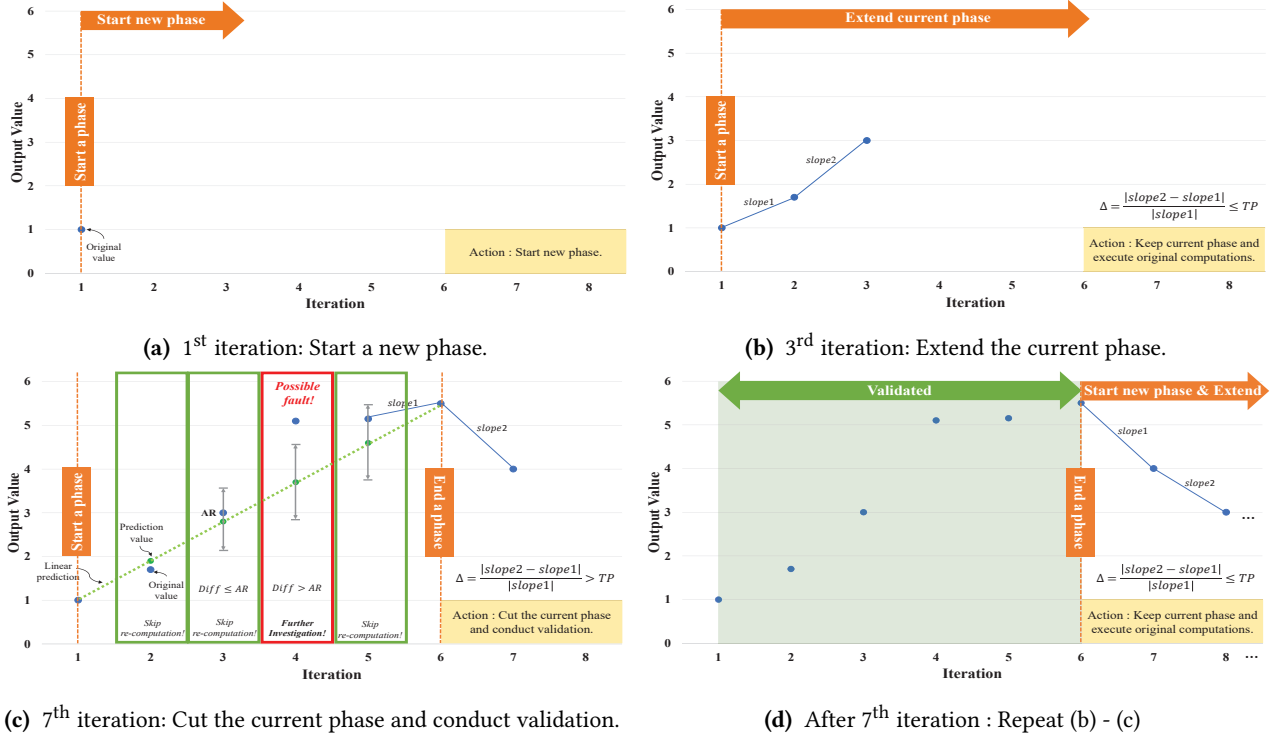 6
5
4
3
2
1
0
Output Value
Start new phase
Start a phase
Original
value
Action : Start new phase.
1 2 3 4 5 6 7 8
Iteration
(a) 1st iteration: Start a new phase.
6
5
4
3
2
1
0
Output Value
Extend current phase
Start a phase
slope1
slope2
Δ = |slope2 − slope1| / |slope1| ≤ TP
Action : Keep current phase and
execute original computations.
1 2 3 4 5 6 7 8
Iteration
(b) 3rd iteration: Extend the current phase.
6
5
4
3
2
1
0
Output Value
Start a phase
Possible
fault!
slope1
slope2
End a phase
AR
Prediction
value
Linear
prediction
Original
value
Diff ≤ AR
Diff > AR
Skip
re-computation!
Skip
re-computation!
Further
Investigation!
Skip
re-computation!
Δ = |slope2 − slope1| / |slope1| > TP
Action : Cut the current phase
and conduct validation.
1 2 3 4 5 6 7 8
Iteration
(c) 7th iteration: Cut the current phase and conduct validation.
6
5
4
3
2
1
0
Output Value
Validated
Start new phase & Extend
slope1
slope2
End a phase
...
Δ = |slope2 − slope1| / |slope1| ≤ TP
Action : Keep current phase and
execute original computations.
1 2 3 4 5 6 7 8 ...
Iteration
(d) After 7th iteration : Repeat (b) - (c)